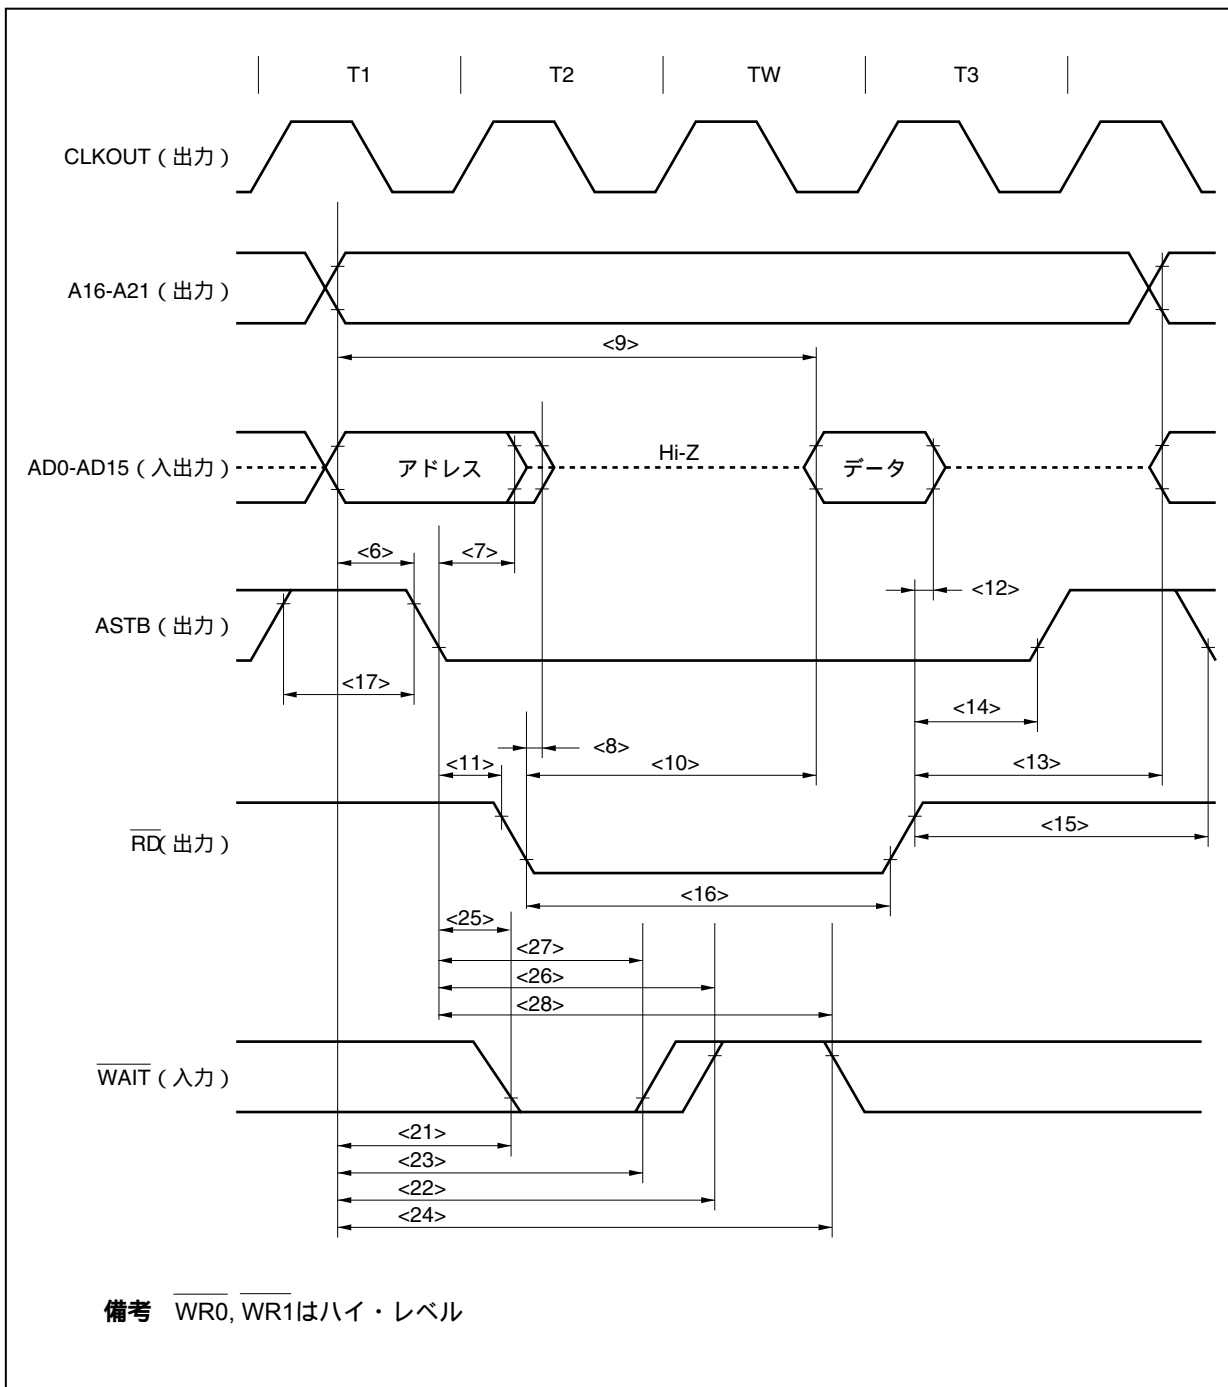 T1 T2 TW T3
CLKOUT（出力）
A16-A21（出力）
<9>
AD0-AD15（入出力） アドレス Hi-Z データ
<6> <7>
<12>
ASTB（出力）
<17>
<14>
<8>
<11> <10> <13>
<15>
RD（出力）
<16>
<25>
<27>
<26>
<28>
WAIT（入力）
<21>
<23>
<22>
<24>
備考 WR0, WR1はハイ・レベル